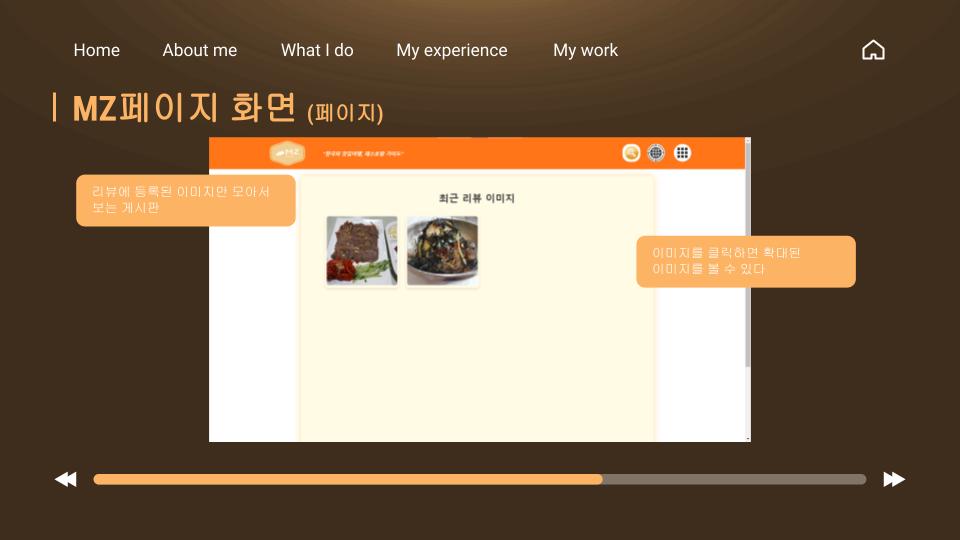 Home About me What I do My experience My work
MZ페이지 화면 (페이지)
MZ
리뷰에 등록된 이미지만 모아서
보는 게시판
최근 리뷰 이미지
이미지를 클릭하면 확대된
이미지를 볼 수 있다